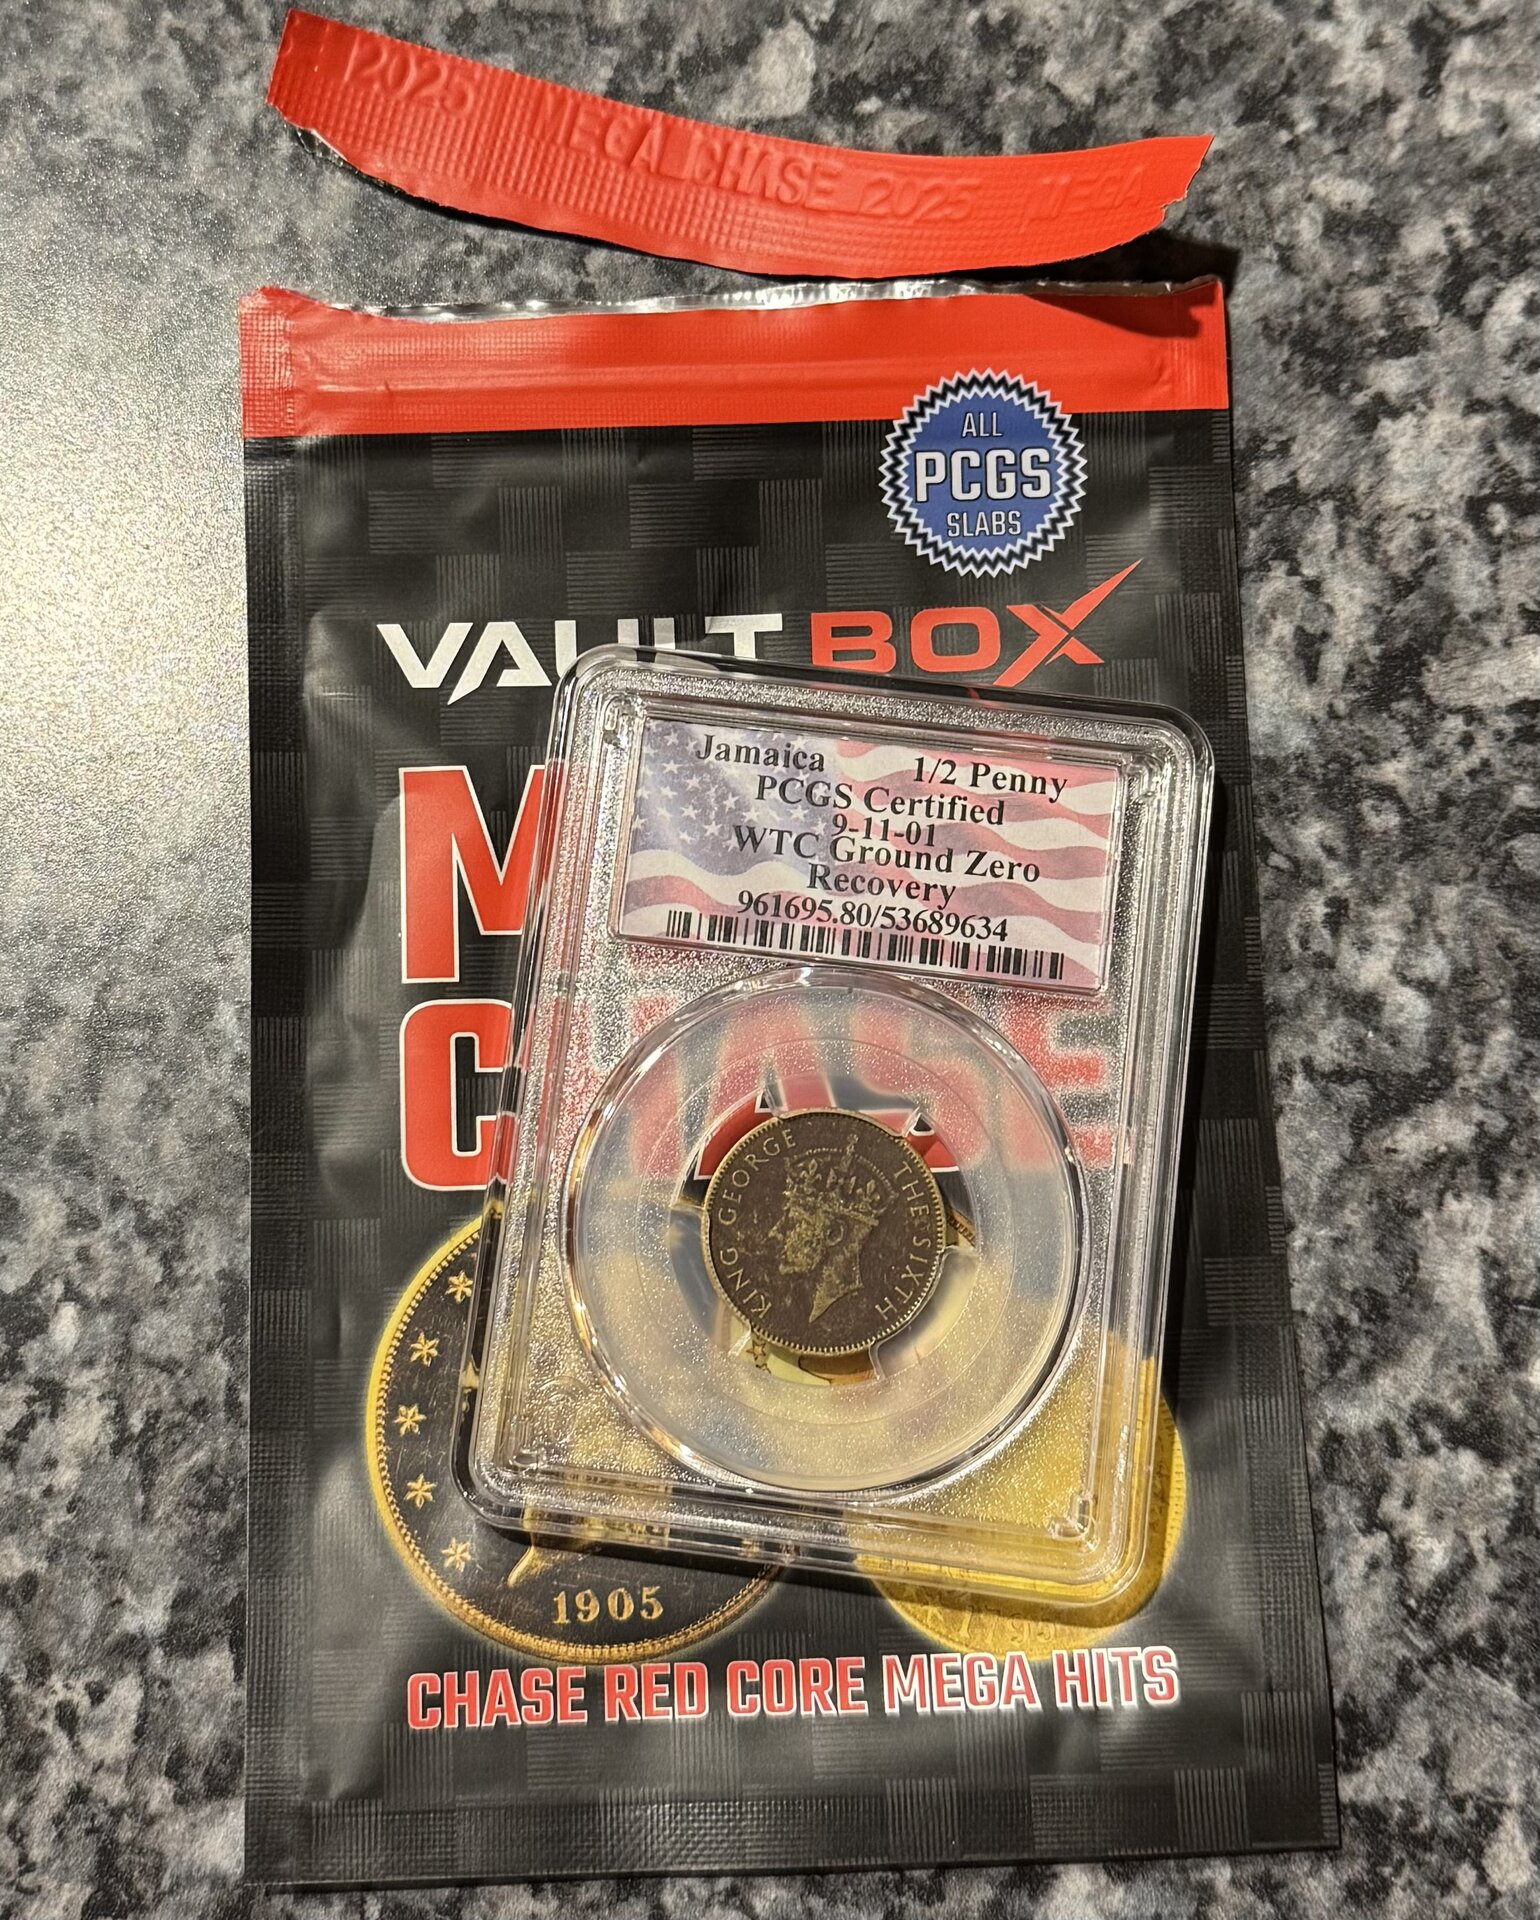 2025 MEGA CHASE 2025 MEGA
ALL
PCGS
SLABS
VAULT BOX
Jamaica 1/2 Penny
PCGS Certified
9-11-01
WTC Ground Zero
Recovery
961695.80/53689634
KING GEORGE THE SIXTH
1905
CHASE RED CORE MEGA HITS